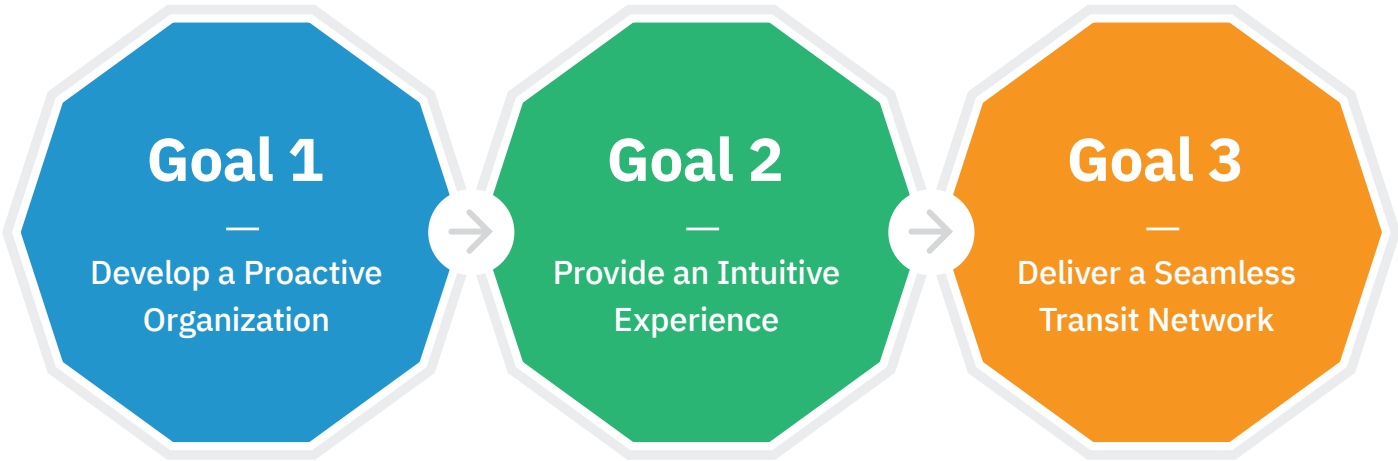 Goal 1
Develop a Proactive
Organization
Goal 2
Provide an Intuitive
Experience
Goal 3
Deliver a Seamless
Transit Network